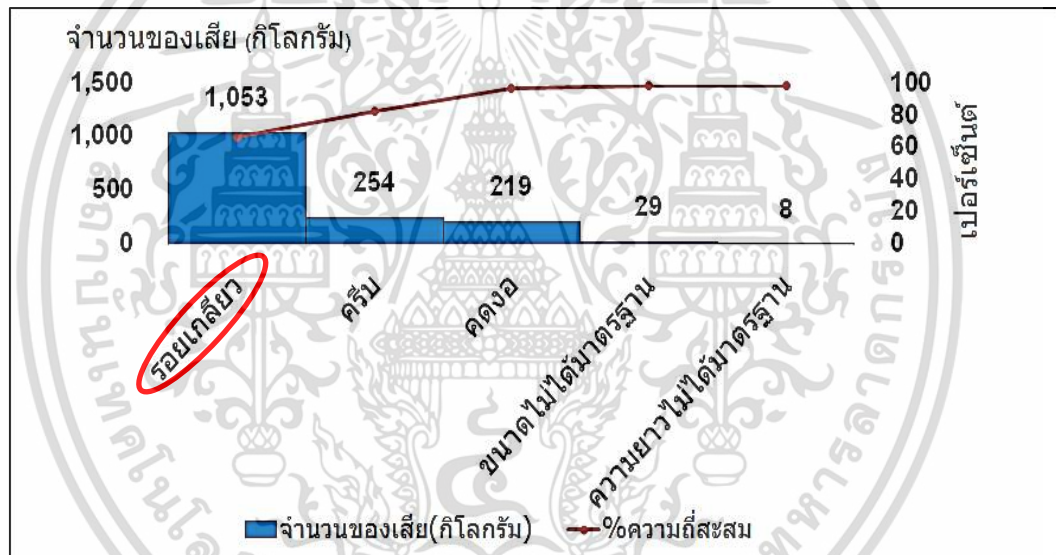 จำนวนของเสีย (กิโลกรัม)
1,500
1,000
500
0
1,053
254
219
29
8
100
80
60
40
20
0
เปอร์เซ็นต์
รอยเกลียว
ครีบ
คดงอ
ขนาดไม่ได้มาตรฐาน
ความยาวไม่ได้มาตรฐาน
จำนวนของเสีย(กิโลกรัม)
%ความถี่สะสม